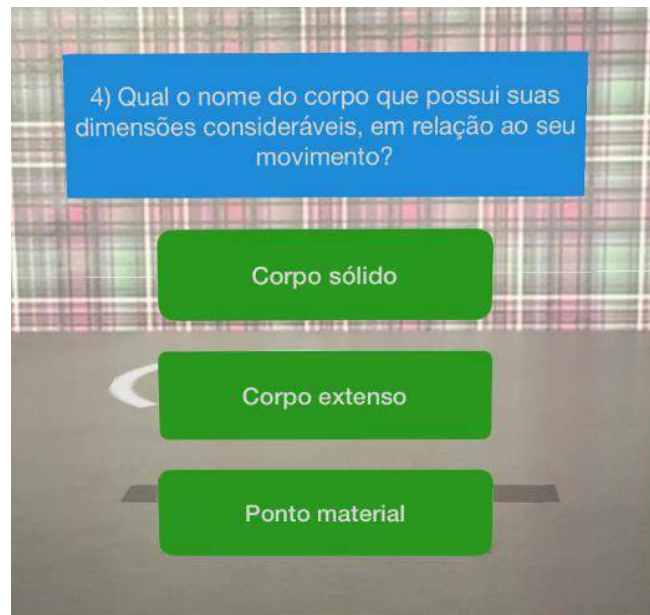 4) Qual o nome do corpo que possui suas
dimensões consideráveis, em relação ao seu
movimento?
Corpo sólido
Corpo extenso
Ponto material